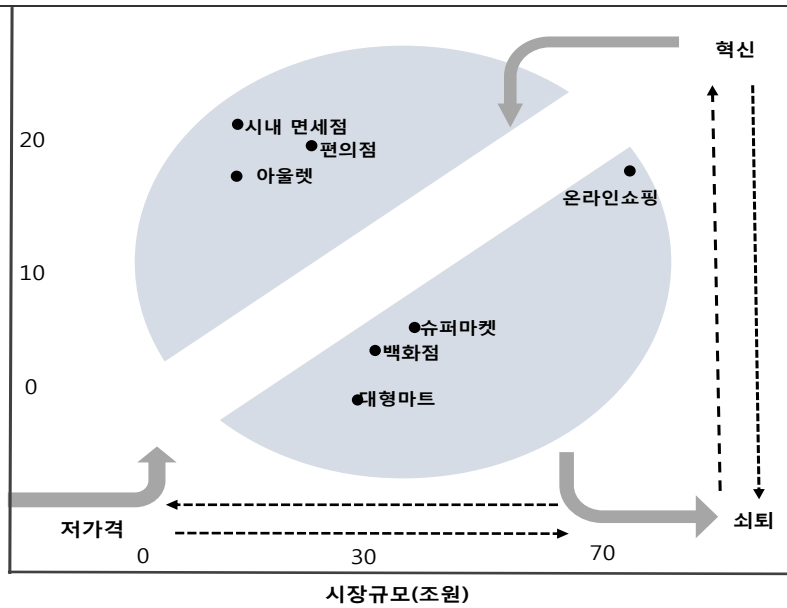 혁신
20
시내 면세점
편의점
아울렛
온라인쇼핑
10
슈퍼마켓
백화점
0
대형마트
저가격
쇠퇴
0
30
70
시장규모(조원)